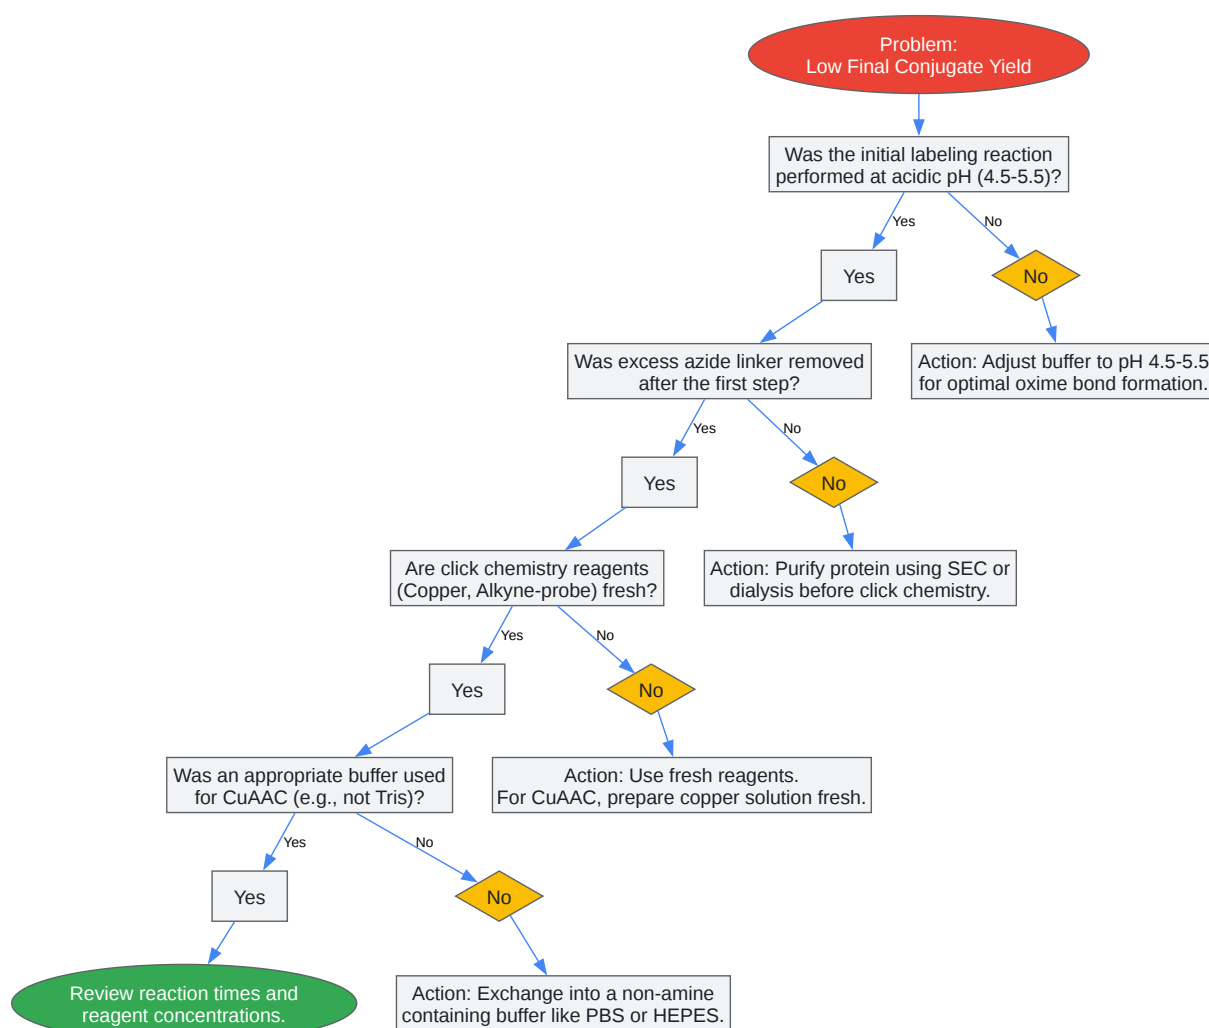 Problem:
Low Final Conjugate Yield
Was the initial labeling reaction
performed at acidic pH (4.5-5.5)?
Yes
No
Yes
No
Was excess azide linker removed
after the first step?
Action: Adjust buffer to pH 4.5-5.5
for optimal oxime bond formation.
Yes
No
Yes
No
Are click chemistry reagents
(Copper, Alkyne-probe) fresh?
Action: Purify protein using SEC or
dialysis before click chemistry.
Yes
No
Yes
No
Was an appropriate buffer used
for CuAAC (e.g., not Tris)?
Action: Use fresh reagents.
For CuAAC, prepare copper solution fresh.
Yes
No
Yes
No
Review reaction times and
reagent concentrations.
Action: Exchange into a non-amine
containing buffer like PBS or HEPES.